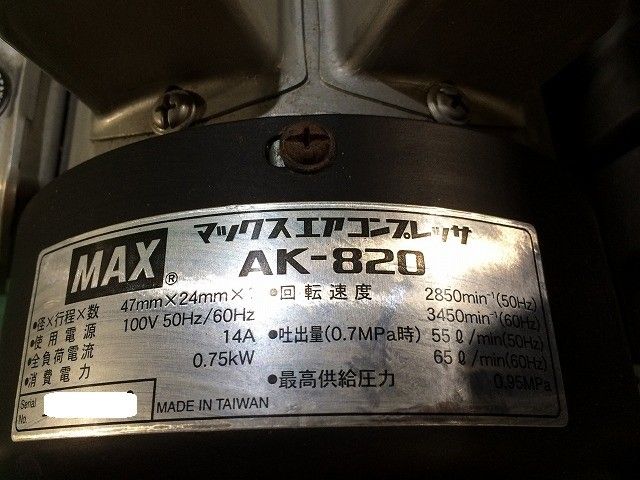 MAX®
マックスエアコンプレッサ
AK-820
•径×行程×数 47mm×24mm×
•使用電源 100V 50Hz/60Hz
•全負荷電流 14A
•消費電力 0.75kW
•回転速度 2850min⁻¹(50Hz)
3450min⁻¹(60Hz)
•吐出量(0.7MPa時) 55ℓ/min(50Hz)
65ℓ/min(60Hz)
•最高供給圧力 0.95MPa
Serial No.
MADE IN TAIWAN